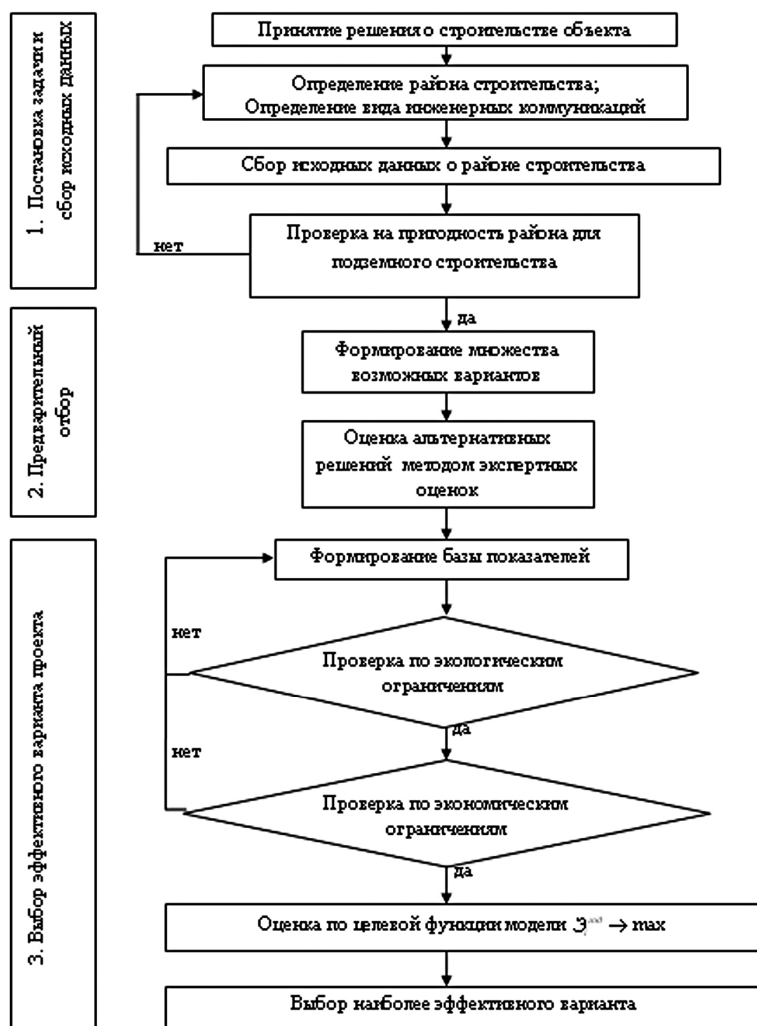 1. Постановка задачи и
сбор исходных данных
Принятие решения о строительстве объекта
Определение района строительства;
Определение вида инженерных коммуникаций
Сбор исходных данных о районе строительства
Проверка на пригодность района для
подземного строительства
нет
да
2. Предварительный
отбор
Формирование множества
возможных вариантов
Оценка альтернативных
решений методом экспертных
оценок
3. Выбор эффективного варианта проекта
Формирование базы показателей
нет
Проверка по экологическим
ограничениям
да
нет
Проверка по экономическим
ограничениям
да
Оценка по целевой функции модели Э → max
Выбор наиболее эффективного варианта